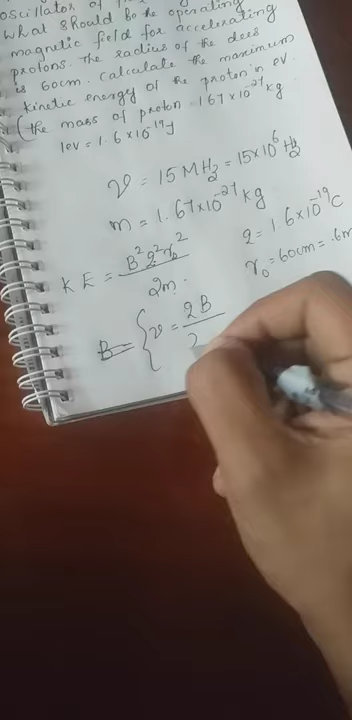 oscillator of
What should be the operating
magnetic field for accelerating
protons. The radius of the dees
is 60cm. calculate the maximum
kinetic energy of the proton in ev.
(the mass of proton = 1.67×10⁻²⁷ kg
1ev = 1.6×10⁻¹⁹J
ν = 15 MHz = 15×10⁶ Hz
m = 1.67×10⁻²⁷ kg
q = 1.6×10⁻¹⁹C
KE = B²q²r₀²/2m
r₀ = 60cm = .6m
B = { ν = qB